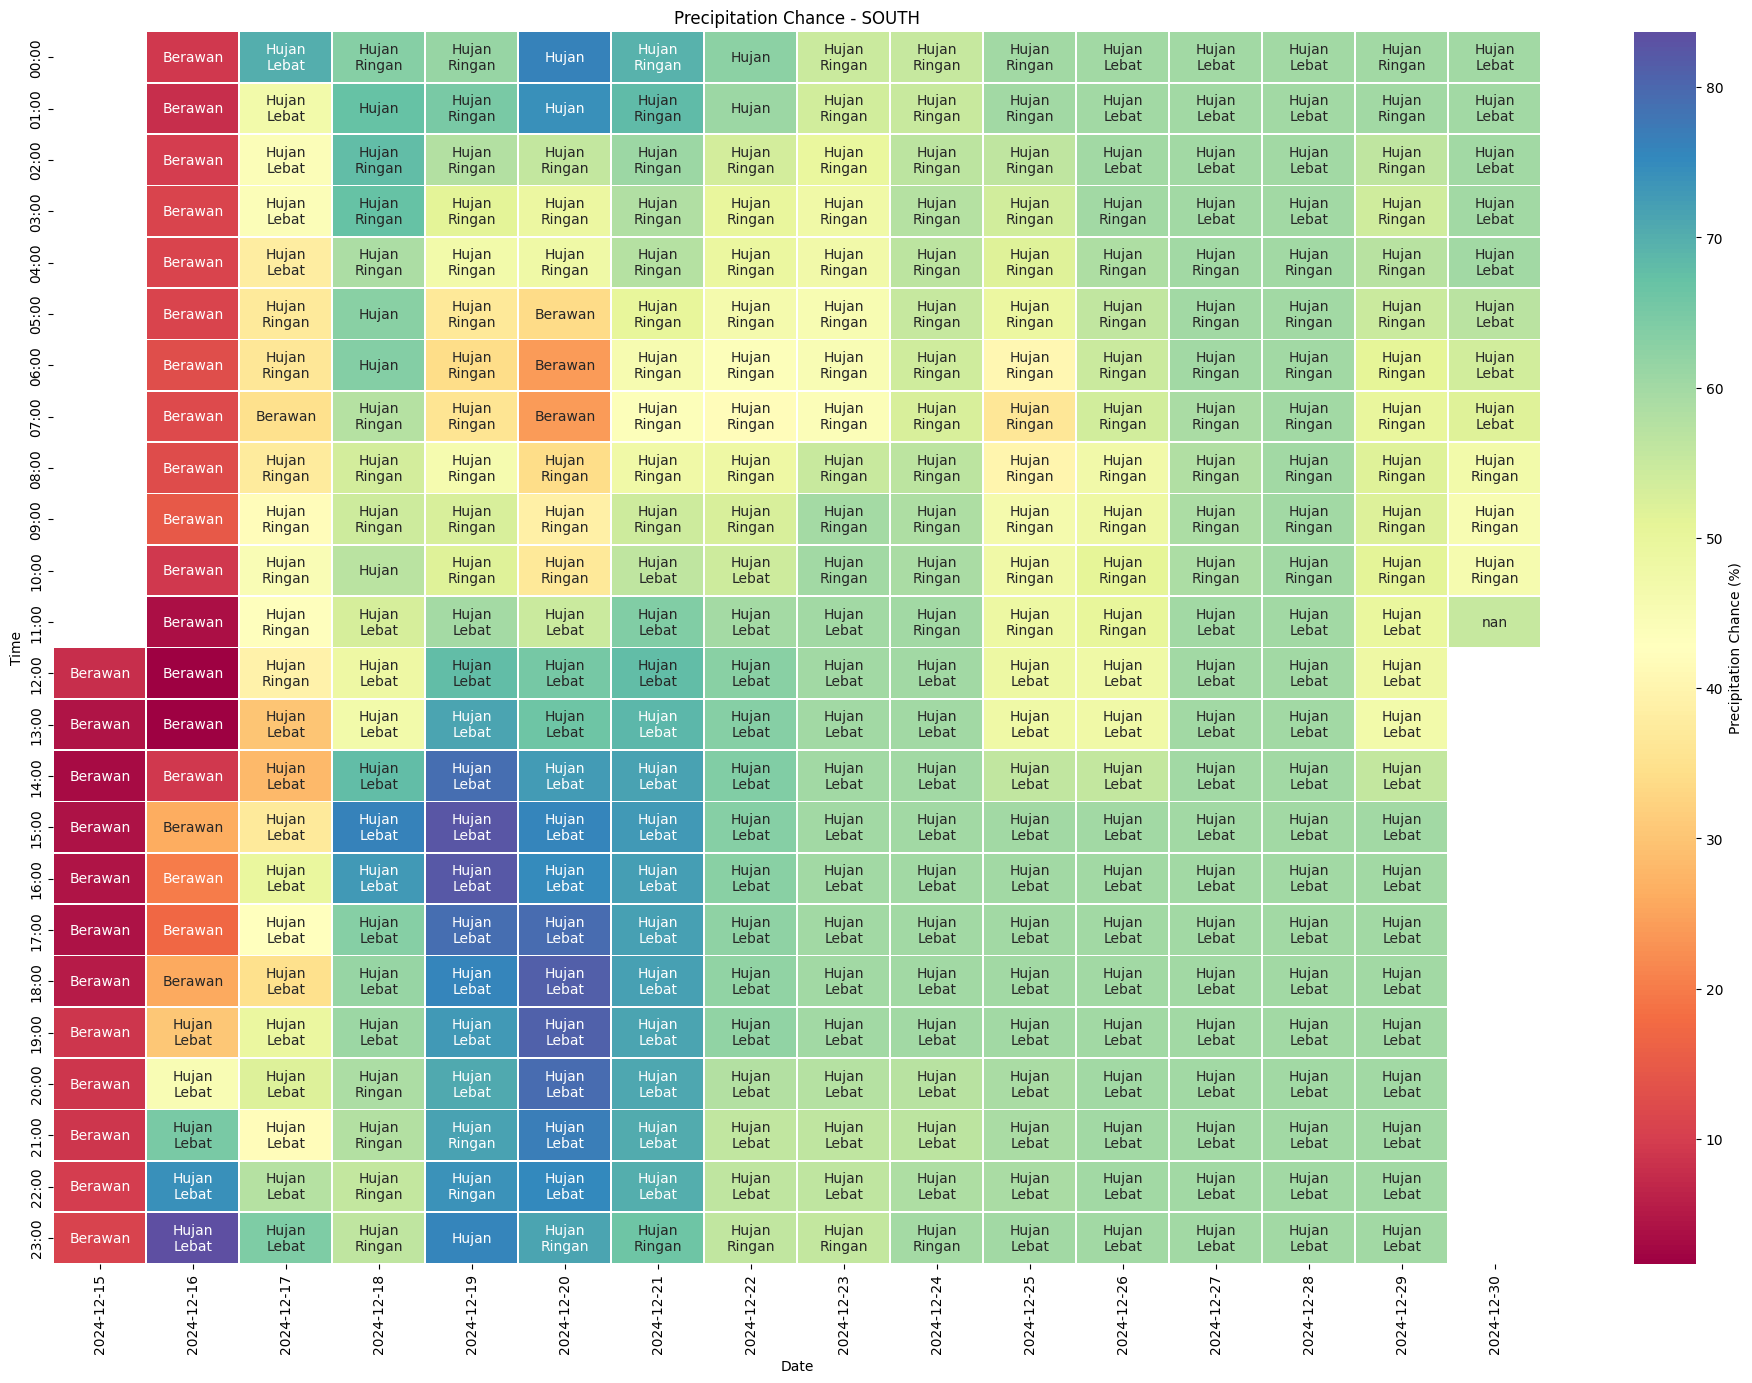 Precipitation Chance - SOUTH
00:00 Berawan Hujan Lebat Hujan Ringan Hujan Ringan Hujan Hujan Ringan Hujan Hujan Ringan Hujan Ringan Hujan Ringan Hujan Lebat Hujan Lebat Hujan Lebat Hujan Ringan Hujan Lebat
01:00 Berawan Hujan Lebat Hujan Hujan Ringan Hujan Hujan Ringan Hujan Hujan Ringan Hujan Ringan Hujan Ringan Hujan Lebat Hujan Lebat Hujan Lebat Hujan Ringan Hujan Lebat
02:00 Berawan Hujan Lebat Hujan Ringan Hujan Ringan Hujan Ringan Hujan Ringan Hujan Ringan Hujan Ringan Hujan Ringan Hujan Ringan Hujan Lebat Hujan Lebat Hujan Lebat Hujan Ringan Hujan Lebat
03:00 Berawan Hujan Lebat Hujan Ringan Hujan Ringan Hujan Ringan Hujan Ringan Hujan Ringan Hujan Ringan Hujan Ringan Hujan Ringan Hujan Ringan Hujan Lebat Hujan Lebat Hujan Ringan Hujan Lebat
04:00 Berawan Hujan Lebat Hujan Ringan Hujan Ringan Hujan Ringan Hujan Ringan Hujan Ringan Hujan Ringan Hujan Ringan Hujan Ringan Hujan Ringan Hujan Ringan Hujan Ringan Hujan Ringan Hujan Lebat
05:00 Berawan Hujan Ringan Hujan Hujan Ringan Berawan Hujan Ringan Hujan Ringan Hujan Ringan Hujan Ringan Hujan Ringan Hujan Ringan Hujan Ringan Hujan Ringan Hujan Ringan Hujan Lebat
06:00 Berawan Hujan Ringan Hujan Hujan Ringan Berawan Hujan Ringan Hujan Ringan Hujan Ringan Hujan Ringan Hujan Ringan Hujan Ringan Hujan Ringan Hujan Ringan Hujan Ringan Hujan Lebat
07:00 Berawan Berawan Hujan Ringan Hujan Ringan Berawan Hujan Ringan Hujan Ringan Hujan Ringan Hujan Ringan Hujan Ringan Hujan Ringan Hujan Ringan Hujan Ringan Hujan Ringan Hujan Lebat
08:00 Berawan Hujan Ringan Hujan Ringan Hujan Ringan Hujan Ringan Hujan Ringan Hujan Ringan Hujan Ringan Hujan Ringan Hujan Ringan Hujan Ringan Hujan Ringan Hujan Ringan Hujan Ringan Hujan Ringan
09:00 Berawan Hujan Ringan Hujan Ringan Hujan Ringan Hujan Ringan Hujan Ringan Hujan Ringan Hujan Ringan Hujan Ringan Hujan Ringan Hujan Ringan Hujan Ringan Hujan Ringan Hujan Ringan Hujan Ringan
10:00 Berawan Hujan Ringan Hujan Hujan Ringan Hujan Ringan Hujan Lebat Hujan Lebat Hujan Ringan Hujan Ringan Hujan Ringan Hujan Ringan Hujan Ringan Hujan Ringan Hujan Ringan Hujan Ringan
11:00 Berawan Hujan Ringan Hujan Lebat Hujan Lebat Hujan Lebat Hujan Lebat Hujan Lebat Hujan Lebat Hujan Ringan Hujan Ringan Hujan Ringan Hujan Lebat Hujan Lebat Hujan Lebat nan
12:00 Berawan Berawan Hujan Ringan Hujan Lebat Hujan Lebat Hujan Lebat Hujan Lebat Hujan Lebat Hujan Lebat Hujan Lebat Hujan Lebat Hujan Lebat Hujan Lebat Hujan Lebat Hujan Lebat
13:00 Berawan Berawan Hujan Lebat Hujan Lebat Hujan Lebat Hujan Lebat Hujan Lebat Hujan Lebat Hujan Lebat Hujan Lebat Hujan Lebat Hujan Lebat Hujan Lebat Hujan Lebat Hujan Lebat
14:00 Berawan Berawan Hujan Lebat Hujan Lebat Hujan Lebat Hujan Lebat Hujan Lebat Hujan Lebat Hujan Lebat Hujan Lebat Hujan Lebat Hujan Lebat Hujan Lebat Hujan Lebat Hujan Lebat
15:00 Berawan Berawan Hujan Lebat Hujan Lebat Hujan Lebat Hujan Lebat Hujan Lebat Hujan Lebat Hujan Lebat Hujan Lebat Hujan Lebat Hujan Lebat Hujan Lebat Hujan Lebat Hujan Lebat
16:00 Berawan Berawan Hujan Lebat Hujan Lebat Hujan Lebat Hujan Lebat Hujan Lebat Hujan Lebat Hujan Lebat Hujan Lebat Hujan Lebat Hujan Lebat Hujan Lebat Hujan Lebat Hujan Lebat
17:00 Berawan Berawan Hujan Lebat Hujan Lebat Hujan Lebat Hujan Lebat Hujan Lebat Hujan Lebat Hujan Lebat Hujan Lebat Hujan Lebat Hujan Lebat Hujan Lebat Hujan Lebat Hujan Lebat
18:00 Berawan Berawan Hujan Lebat Hujan Lebat Hujan Lebat Hujan Lebat Hujan Lebat Hujan Lebat Hujan Lebat Hujan Lebat Hujan Lebat Hujan Lebat Hujan Lebat Hujan Lebat Hujan Lebat
19:00 Berawan Hujan Lebat Hujan Lebat Hujan Lebat Hujan Lebat Hujan Lebat Hujan Lebat Hujan Lebat Hujan Lebat Hujan Lebat Hujan Lebat Hujan Lebat Hujan Lebat Hujan Lebat Hujan Lebat
20:00 Berawan Hujan Lebat Hujan Lebat Hujan Ringan Hujan Lebat Hujan Lebat Hujan Lebat Hujan Lebat Hujan Lebat Hujan Lebat Hujan Lebat Hujan Lebat Hujan Lebat Hujan Lebat Hujan Lebat
21:00 Berawan Hujan Lebat Hujan Lebat Hujan Ringan Hujan Ringan Hujan Lebat Hujan Lebat Hujan Lebat Hujan Lebat Hujan Lebat Hujan Lebat Hujan Lebat Hujan Lebat Hujan Lebat Hujan Lebat
22:00 Berawan Hujan Lebat Hujan Lebat Hujan Ringan Hujan Ringan Hujan Lebat Hujan Lebat Hujan Lebat Hujan Lebat Hujan Lebat Hujan Lebat Hujan Lebat Hujan Lebat Hujan Lebat Hujan Lebat
23:00 Berawan Hujan Lebat Hujan Lebat Hujan Ringan Hujan Hujan Ringan Hujan Ringan Hujan Ringan Hujan Ringan Hujan Ringan Hujan Lebat Hujan Lebat Hujan Lebat Hujan Lebat Hujan Lebat
Time
2024-12-15 2024-12-16 2024-12-17 2024-12-18 2024-12-19 2024-12-20 2024-12-21 2024-12-22 2024-12-23 2024-12-24 2024-12-25 2024-12-26 2024-12-27 2024-12-28 2024-12-29 2024-12-30
Date
80
70
60
50
40
30
20
10
Precipitation Chance (%)